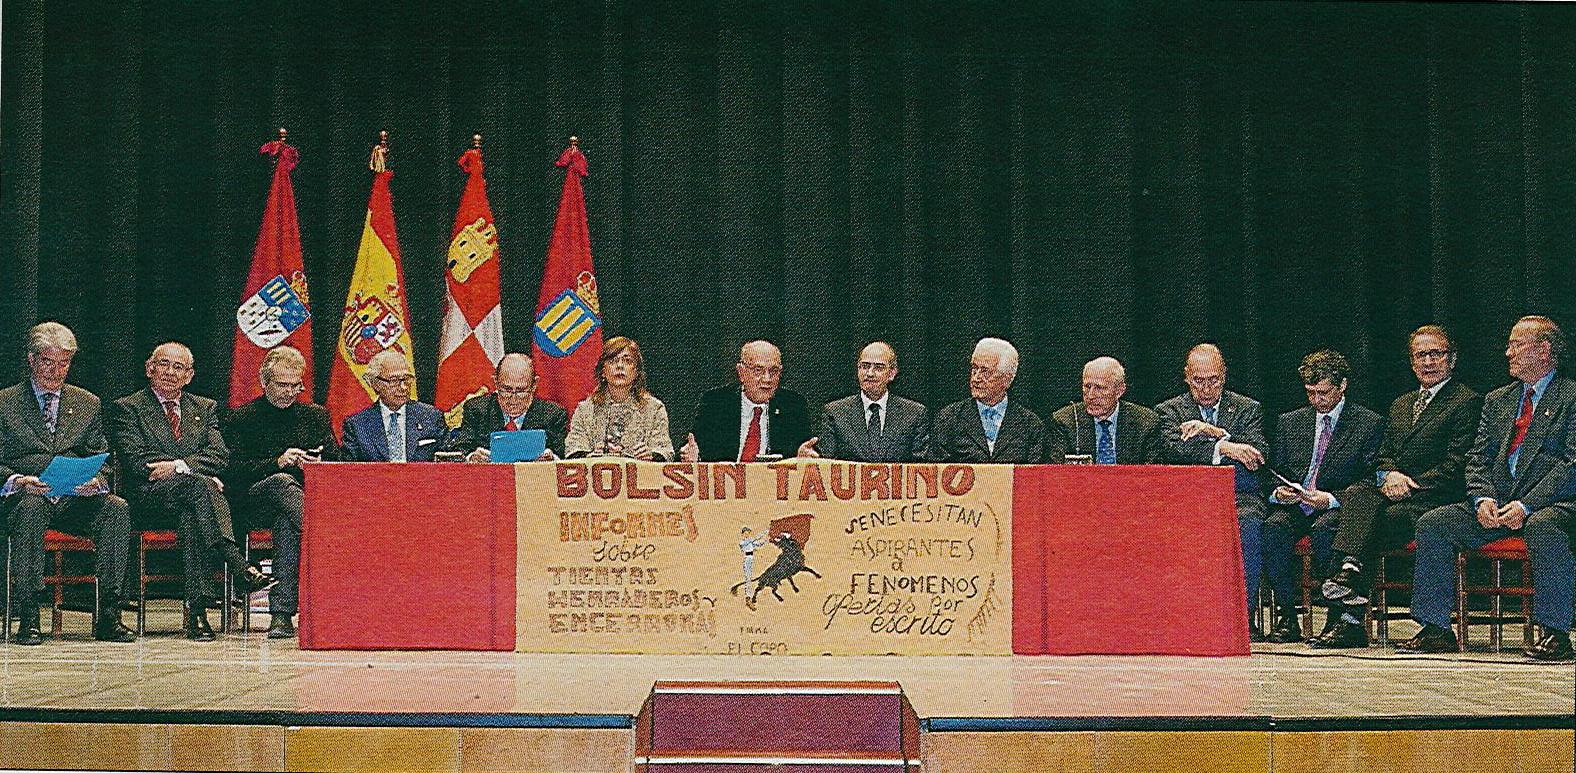 BOLSIN TAURINO
INFORMES
sobre
TIENTAS
HERRADEROS Y
ENCERRONAS
SE NECESITAN
ASPIRANTES
a
FENOMENOS
Ofertas por
escrito
EL CAPO